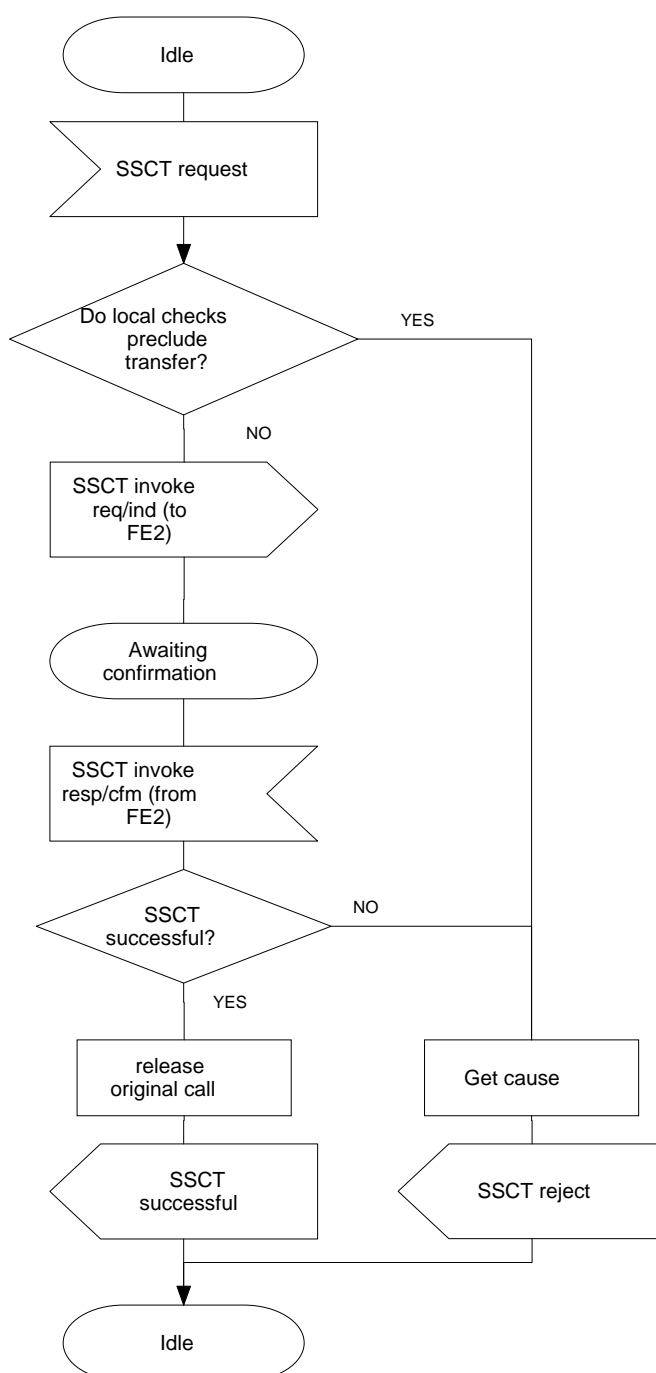 Idle
SSCT request
Do local checks
preclude
transfer?
YES
NO
SSCT invoke
req/ind (to
FE2)
Awaiting
confirmation
SSCT invoke
resp/cfm (from
FE2)
SSCT
successful?
NO
YES
release
original call
Get cause
SSCT
successful
SSCT reject
Idle